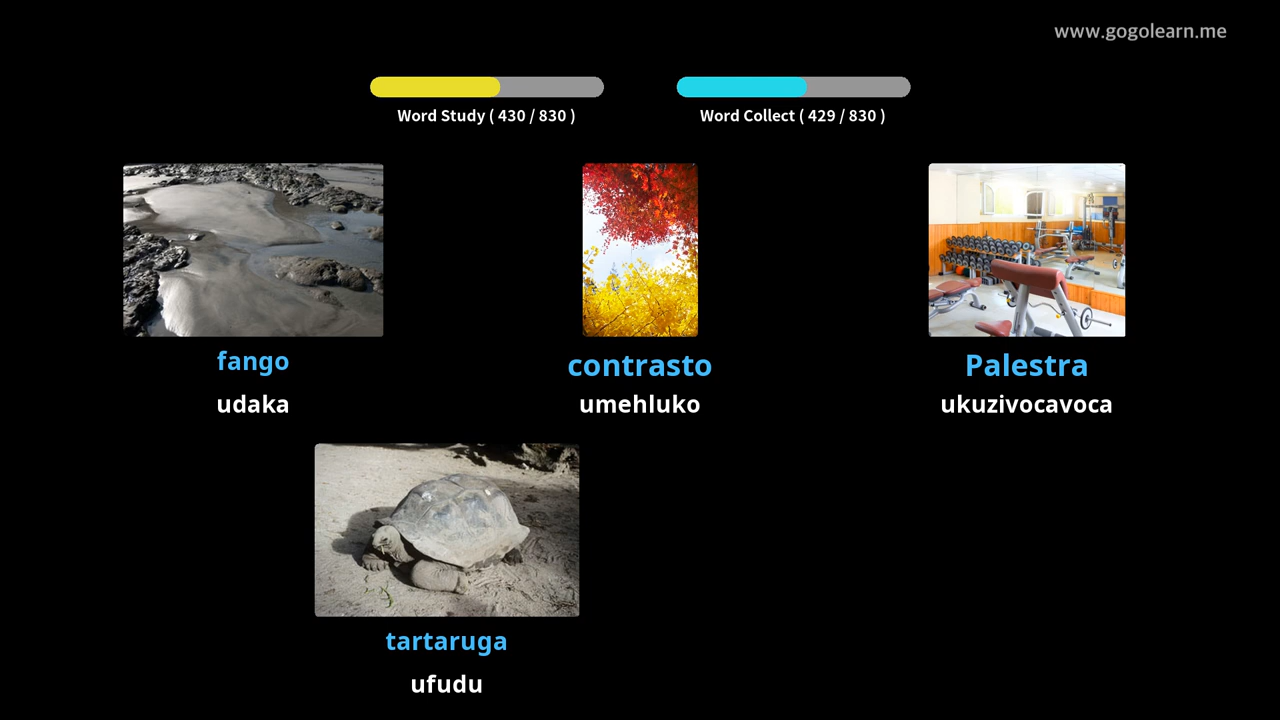 www.gogolearn.me
Word Study ( 430 / 830 )
Word Collect ( 429 / 830 )
fango
udaka
contrasto
umehluko
Palestra
ukuzivocavoca
tartaruga
ufudu